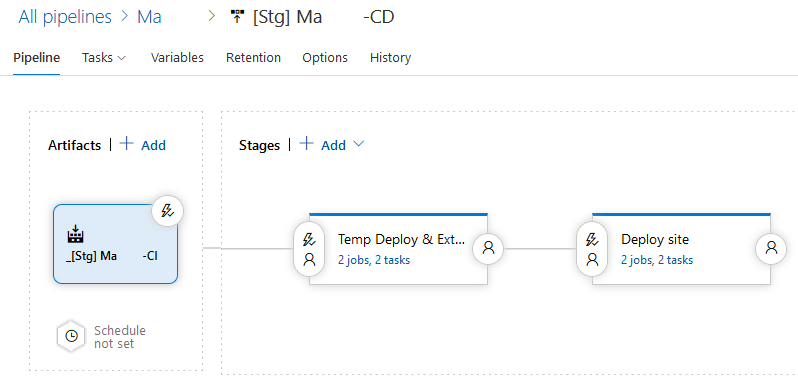 All pipelines > Ma > [Stg] Ma -CD
Pipeline Tasks Variables Retention Options History
Artifacts | + Add
Stages | + Add
_[Stg] Ma -CI
Temp Deploy & Ext...
2 jobs, 2 tasks
Deploy site
2 jobs, 2 tasks
Schedule
not set